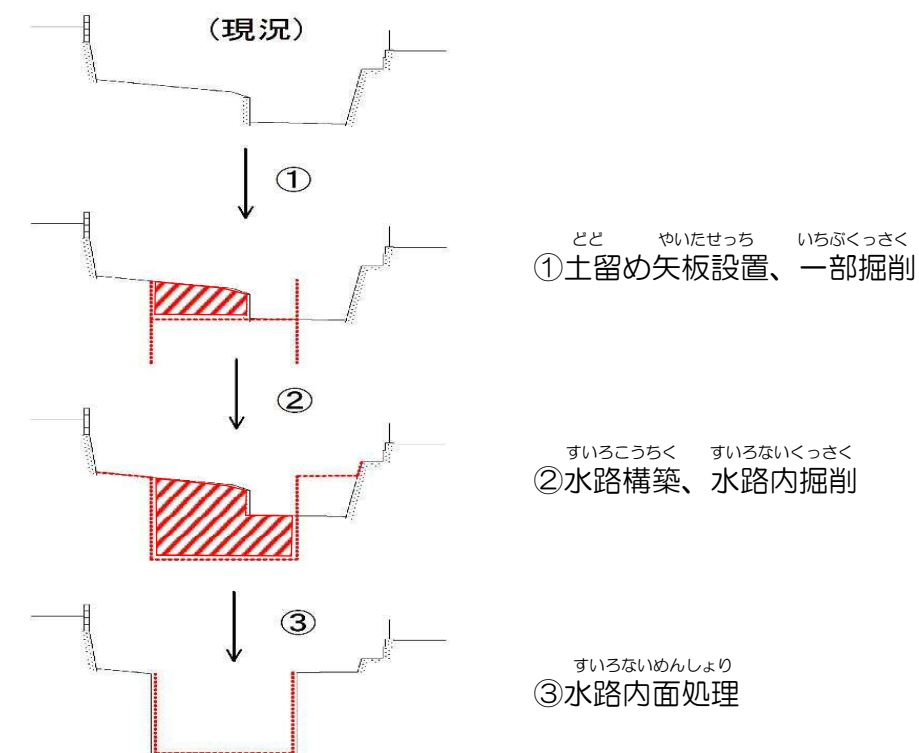 (現況)
①
どど やいたせっち いちぶくっさく
①土留め矢板設置、一部掘削
②
すいろこうちく すいろないくっさく
②水路構築、水路内掘削
③
すいろないめんしょり
③水路内面処理